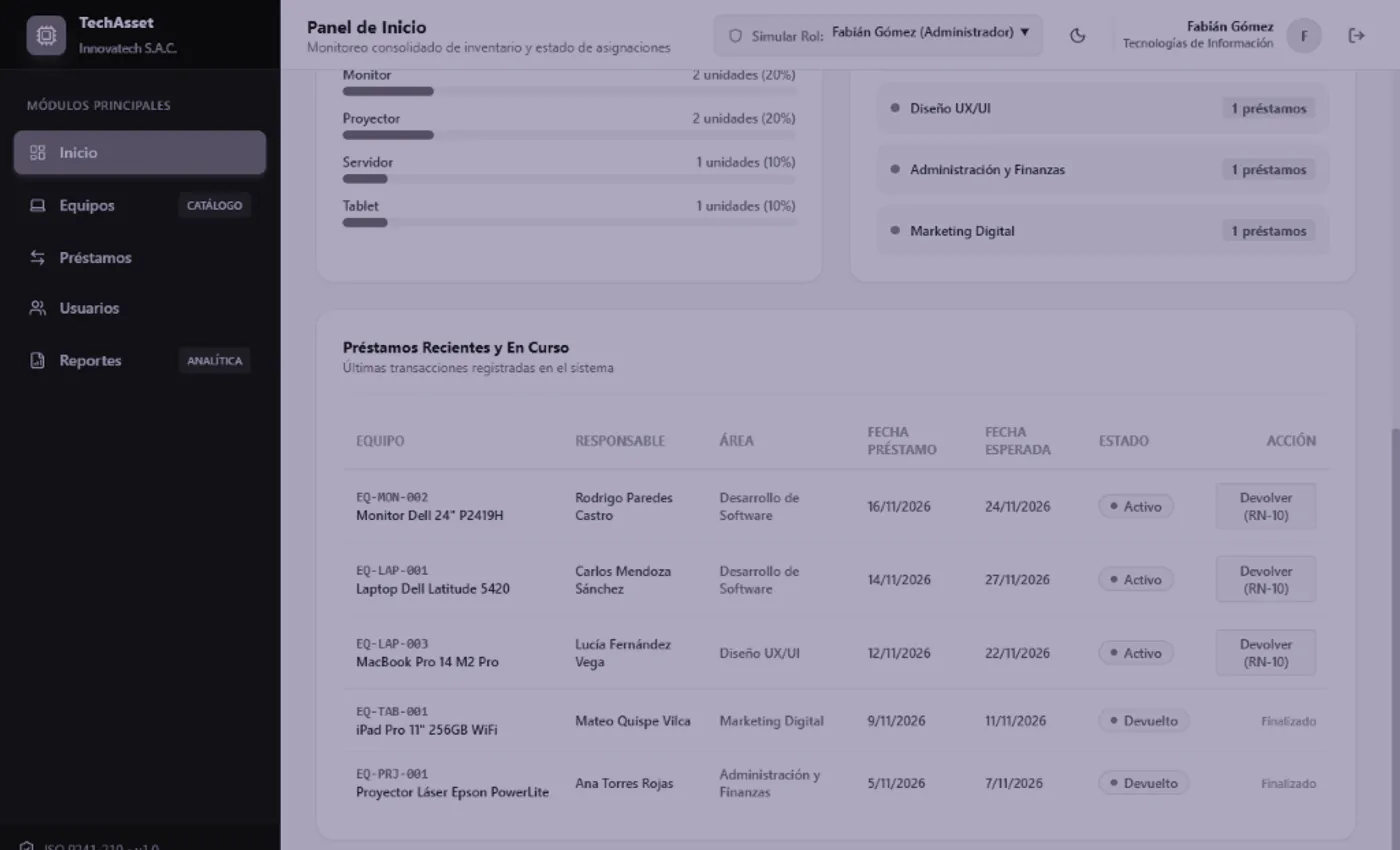 TechAsset
Innovatech S.A.C.
MÓDULOS PRINCIPALES
Inicio
Equipos CATÁLOGO
Préstamos
Usuarios
Reportes ANALÍTICA
Panel de Inicio
Monitoreo consolidado de inventario y estado de asignaciones
Simular Rol: Fabián Gómez (Administrador) ▼
Fabián Gómez
Tecnologías de Información
F
Monitor 2 unidades (20%)
Proyector 2 unidades (20%)
Servidor 1 unidades (10%)
Tablet 1 unidades (10%)
Diseño UX/UI 1 préstamos
Administración y Finanzas 1 préstamos
Marketing Digital 1 préstamos
Préstamos Recientes y En Curso
Últimas transacciones registradas en el sistema
EQUIPO RESPONSABLE ÁREA FECHA PRÉSTAMO FECHA ESPERADA ESTADO ACCIÓN
EQ-MON-002
Monitor Dell 24" P2419H
Rodrigo Paredes Castro
Desarrollo de Software
16/11/2026 24/11/2026 Activo Devolver (RN-10)
EQ-LAP-001
Laptop Dell Latitude 5420
Carlos Mendoza Sánchez
Desarrollo de Software
14/11/2026 27/11/2026 Activo Devolver (RN-10)
EQ-LAP-003
MacBook Pro 14 M2 Pro
Lucía Fernández Vega
Diseño UX/UI
12/11/2026 22/11/2026 Activo Devolver (RN-10)
EQ-TAB-001
iPad Pro 11" 256GB WiFi
Mateo Quispe Vilca
Marketing Digital
9/11/2026 11/11/2026 Devuelto Finalizado
EQ-PRJ-001
Proyector Láser Epson PowerLite
Ana Torres Rojas
Administración y Finanzas
5/11/2026 7/11/2026 Devuelto Finalizado